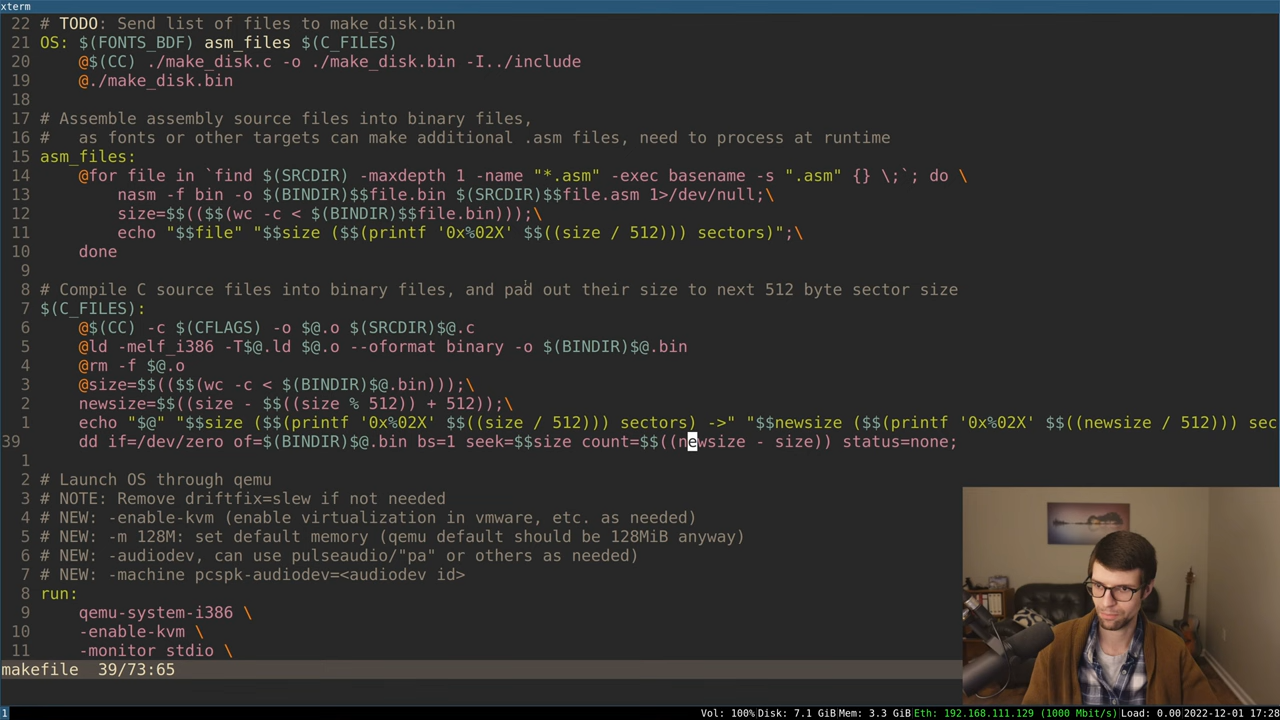 xterm
22 # TODO: Send list of files to make_disk.bin
21 OS: $(FONTS_BDF) asm_files $(C_FILES)
20     @$(CC) ./make_disk.c -o ./make_disk.bin -I../include
19     @./make_disk.bin
18
17 # Assemble assembly source files into binary files,
16 #   as fonts or other targets can make additional .asm files, need to process at runtime
15 asm_files:
14     @for file in `find $(SRCDIR) -maxdepth 1 -name "*.asm" -exec basename -s ".asm" {} \;`; do \
13         nasm -f bin -o $(BINDIR)$$file.bin $(SRCDIR)$$file.asm 1>/dev/null;\
12         size=$$(($$(wc -c < $(BINDIR)$$file.bin)));\
11         echo "$$file" "$$size ($$(printf '0x%02X' $$((size / 512))) sectors)";\
10     done
9
8 # Compile C source files into binary files, and pad out their size to next 512 byte sector size
7 $(C_FILES):
6     @$(CC) -c $(CFLAGS) -o $@.o $(SRCDIR)$@.c
5     @ld -melf_i386 -T$@.ld $@.o --oformat binary -o $(BINDIR)$@.bin
4     @rm -f $@.o
3     @size=$$(($$(wc -c < $(BINDIR)$@.bin)));\
2     newsize=$$((size - $$((size % 512)) + 512));\
1     echo "$@" "$$size ($$(printf '0x%02X' $$((size / 512))) sectors) ->" "$$newsize ($$(printf '0x%02X' $$((newsize / 512))) sec
39     dd if=/dev/zero of=$(BINDIR)$@.bin bs=1 seek=$$size count=$$((newsize - size)) status=none;
1
2 # Launch OS through qemu
3 # NOTE: Remove driftfix=slew if not needed
4 # NEW: -enable-kvm (enable virtualization in vmware, etc. as needed)
5 # NEW: -m 128M: set default memory (qemu default should be 128MiB anyway)
6 # NEW: -audiodev, can use pulseaudio/"pa" or others as needed)
7 # NEW: -machine pcspk-audiodev=<audiodev id>
8 run:
9     qemu-system-i386 \
10     -enable-kvm \
11     -monitor stdio \
makefile  39/73:65
1 Vol: 100%Disk: 7.1 GiBMem: 3.3 GiFEth: 192.168.111.129 (1000 Mbit/s)Load: 0.002022-12-01 17:28